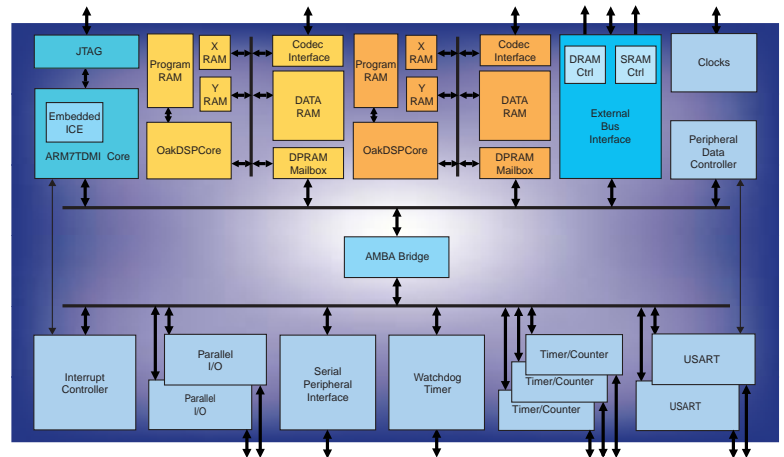 JTAG
Embedded
ICE
ARM7TDMI Core
Program
RAM
X
RAM
Y
RAM
OakDSPCore
Codec
Interface
DATA
RAM
DPRAM
Mailbox
Program
RAM
X
RAM
Y
RAM
OakDSPCore
Codec
Interface
DATA
RAM
DPRAM
Mailbox
DRAM
Ctrl
SRAM
Ctrl
External
Bus
Interface
Clocks
Peripheral
Data
Controller
AMBA Bridge
Interrupt
Controller
Parallel
I/O
Parallel
I/O
Serial
Peripheral
Interface
Watchdog
Timer
Timer/Counter
Timer/Counter
Timer/Counter
USART
USART